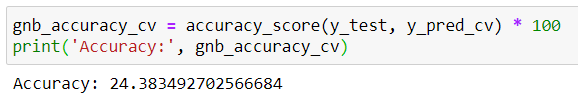 gnb_accuracy_cv = accuracy_score(y_test, y_pred_cv) * 100
print('Accuracy:', gnb_accuracy_cv)
Accuracy: 24.383492702566684